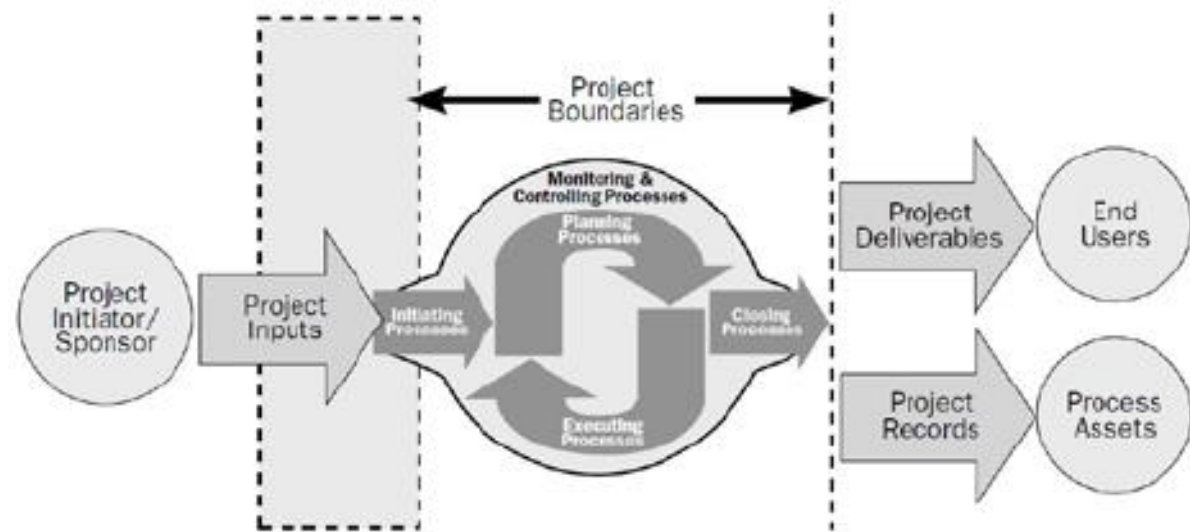 Project
Boundaries
Monitoring &
Controlling Processes
Planning
Processes
Project
Initiator/
Sponsor
Project
Inputs
Initiating
Processes
Closing
Processes
Executing
Processes
Project
Deliverables
End
Users
Project
Records
Process
Assets